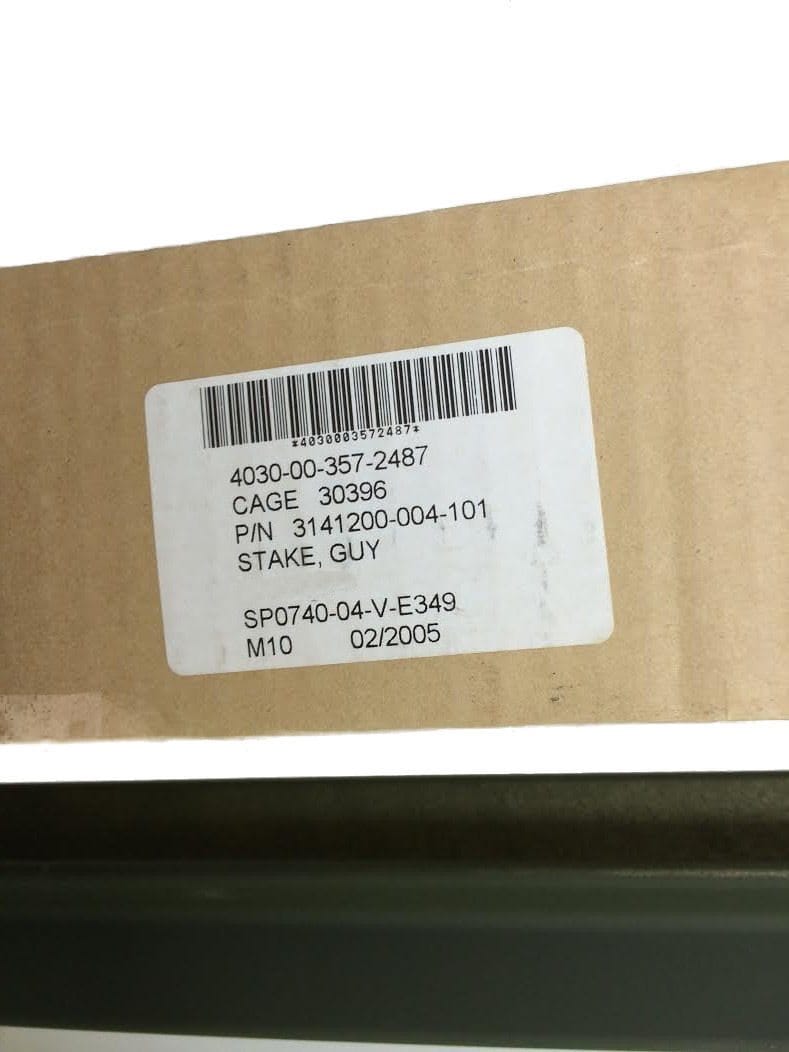 *4030003572487*
4030-00-357-2487
CAGE 30396
P/N 3141200-004-101
STAKE, GUY
SP0740-04-V-E349
M10 02/2005